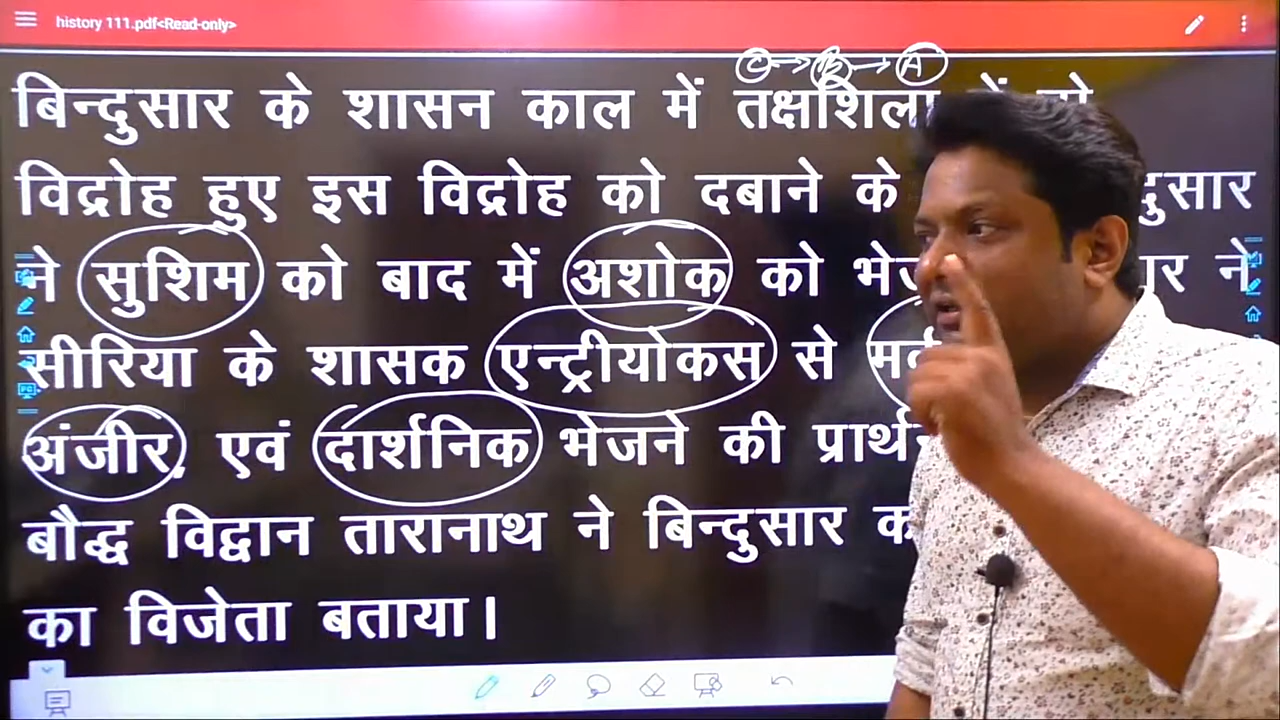 history 111.pdf<Read-only>
C → B → A
बिन्दुसार के शासन काल में तक्षशिला में दो
विद्रोह हुए इस विद्रोह को दबाने के
ने सुशिम को बाद में अशोक को ने
सीरिया के शासक एन्ट्रीयोकस से
अंजीर, एवं दार्शनिक भेजने की
बौद्ध विद्वान तारानाथ ने बिन्दुसार
का विजेता बताया।